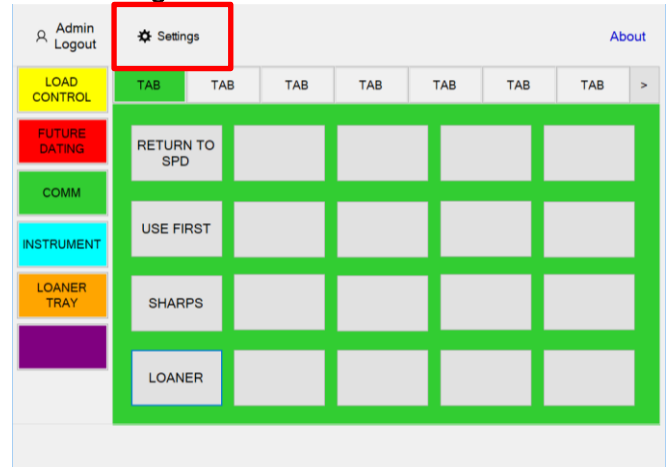 Admin
Logout
Settings
About
LOAD
CONTROL
TAB TAB TAB TAB TAB TAB TAB >
FUTURE
DATING
RETURN TO
SPD
COMM
USE FIRST
INSTRUMENT
LOANER
TRAY
SHARPS
LOANER